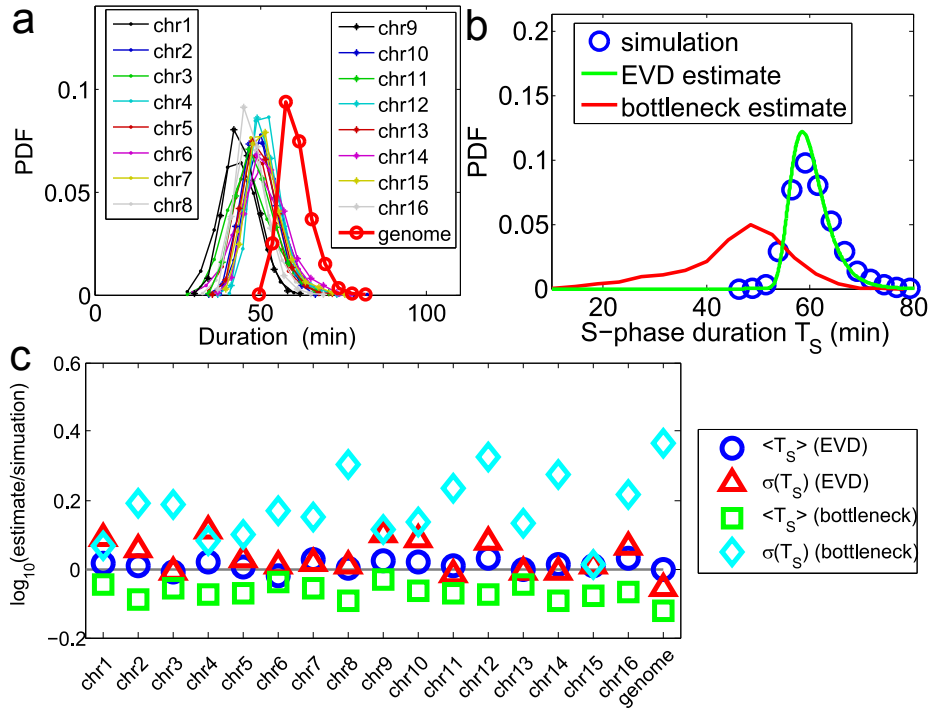 a
PDF
0.1
0.05
0
0
50
100
Duration (min)
chr1
chr2
chr3
chr4
chr5
chr6
chr7
chr8
chr9
chr10
chr11
chr12
chr13
chr14
chr15
chr16
genome
b
PDF
0.2
0.15
0.1
0.05
0
20
40
60
80
S-phase duration T_S (min)
simulation
EVD estimate
bottleneck estimate
c
log10(estimate/simuation)
0.6
0.4
0.2
0
−0.2
chr1
chr2
chr3
chr4
chr5
chr6
chr7
chr8
chr9
chr10
chr11
chr12
chr13
chr14
chr15
chr16
genome
<T_S> (EVD)
σ(T_S) (EVD)
<T_S> (bottleneck)
σ(T_S) (bottleneck)